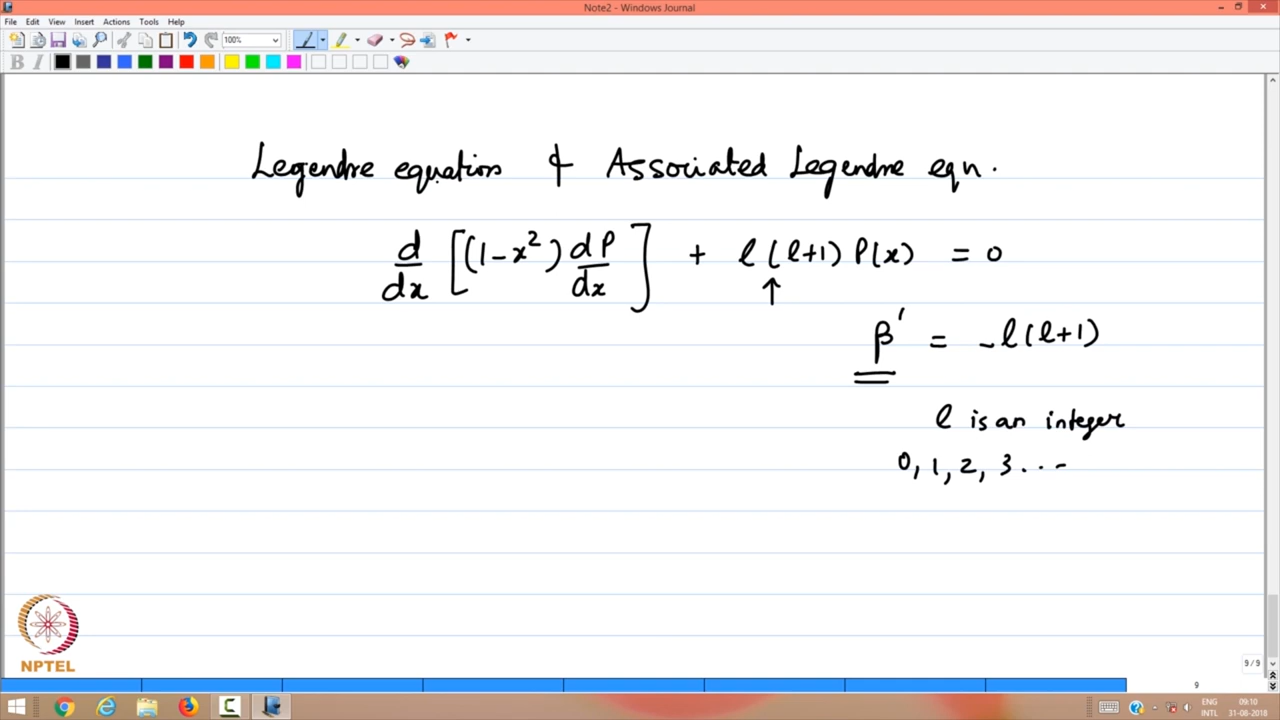 Note2 - Windows Journal
File Edit View Insert Actions Tools Help
100%
B I
Legendre equation & Associated Legendre eqn.
d/dx [(1-x²) dP/dx] + l(l+1) P(x) = 0
↑
β' = -l(l+1)
l is an integer
0, 1, 2, 3 ...
NPTEL
9/9
9
ENG 09:10
INTL 31-08-2018